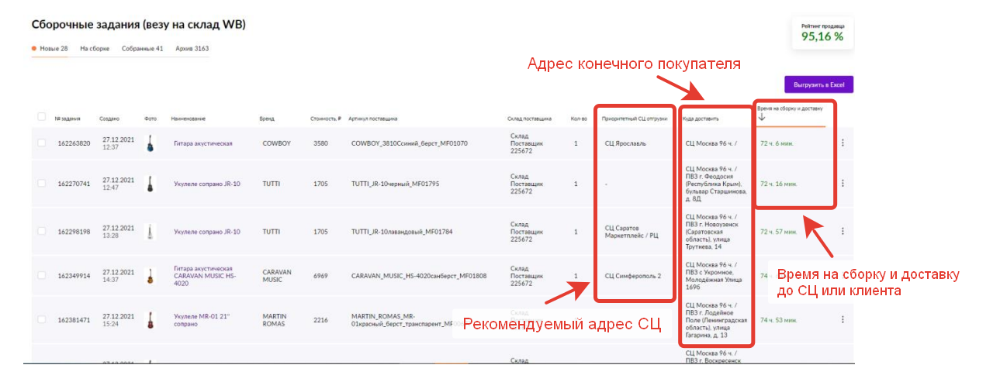 Сборочные задания (везу на склад WB)
Рейтинг продавца
95,16 %
Новые 28 На сборке Собранные 41 Архив 3163
Адрес конечного покупателя
Выгрузить в Excel
№ задания Создано Фото Наименование Бренд Стоимость, ₽ Артикул поставщика Склад поставщика Кол-во Приоритетный СЦ отгрузки Куда доставить Время на сборку и доставку
162263820 27.12.2021 12:37 Гитара акустическая COWBOY 3580 COWBOY_3810Ссиний_берст_MF01070 Склад Поставщик 225672 1 СЦ Ярославль СЦ Москва 96 ч. / 72 ч. 6 мин.
162270741 27.12.2021 12:47 Укулеле сопрано JR-10 TUTTI 1705 TUTTI_JR-10черный_MF01795 Склад Поставщик 225672 1 - СЦ Москва 96 ч. / ПВЗ г. Феодосия (Республика Крым), бульвар Старшинова, д. 8Д 72 ч. 16 мин.
162298198 27.12.2021 13:28 Укулеле сопрано JR-10 TUTTI 1705 TUTTI_JR-10лавандовый_MF01784 Склад Поставщик 225672 1 СЦ Саратов Маркетплейс / РЦ СЦ Москва 96 ч. / ПВЗ г. Новоузенск (Саратовская область), улица Трутнева, 14 72 ч. 57 мин.
162349914 27.12.2021 14:37 Гитара акустическая CARAVAN MUSIC HS-4020 CARAVAN MUSIC 6969 CARAVAN_MUSIC_HS-4020санберст_MF01808 Склад Поставщик 225672 1 СЦ Симферополь 2 СЦ Москва 96 ч. / ПВЗ с Укромное, Молодёжная Улица 169б 74
Время на сборку и доставку
до СЦ или клиента
162381471 27.12.2021 15:24 Укулеле MR-01 21" сопрано MARTIN ROMAS 2216 MARTIN_ROMAS_MR-01красный_берст_транспарент_ СЦ Москва 96 ч. / ПВЗ г. Лодейное Поле (Ленинградская область), улица Гагарина, д. 13 74 ч. 53 мин.
Рекомендуемый адрес СЦ
Склад СЦ Москва 96 ч. / ПВЗ г. Воскресенск